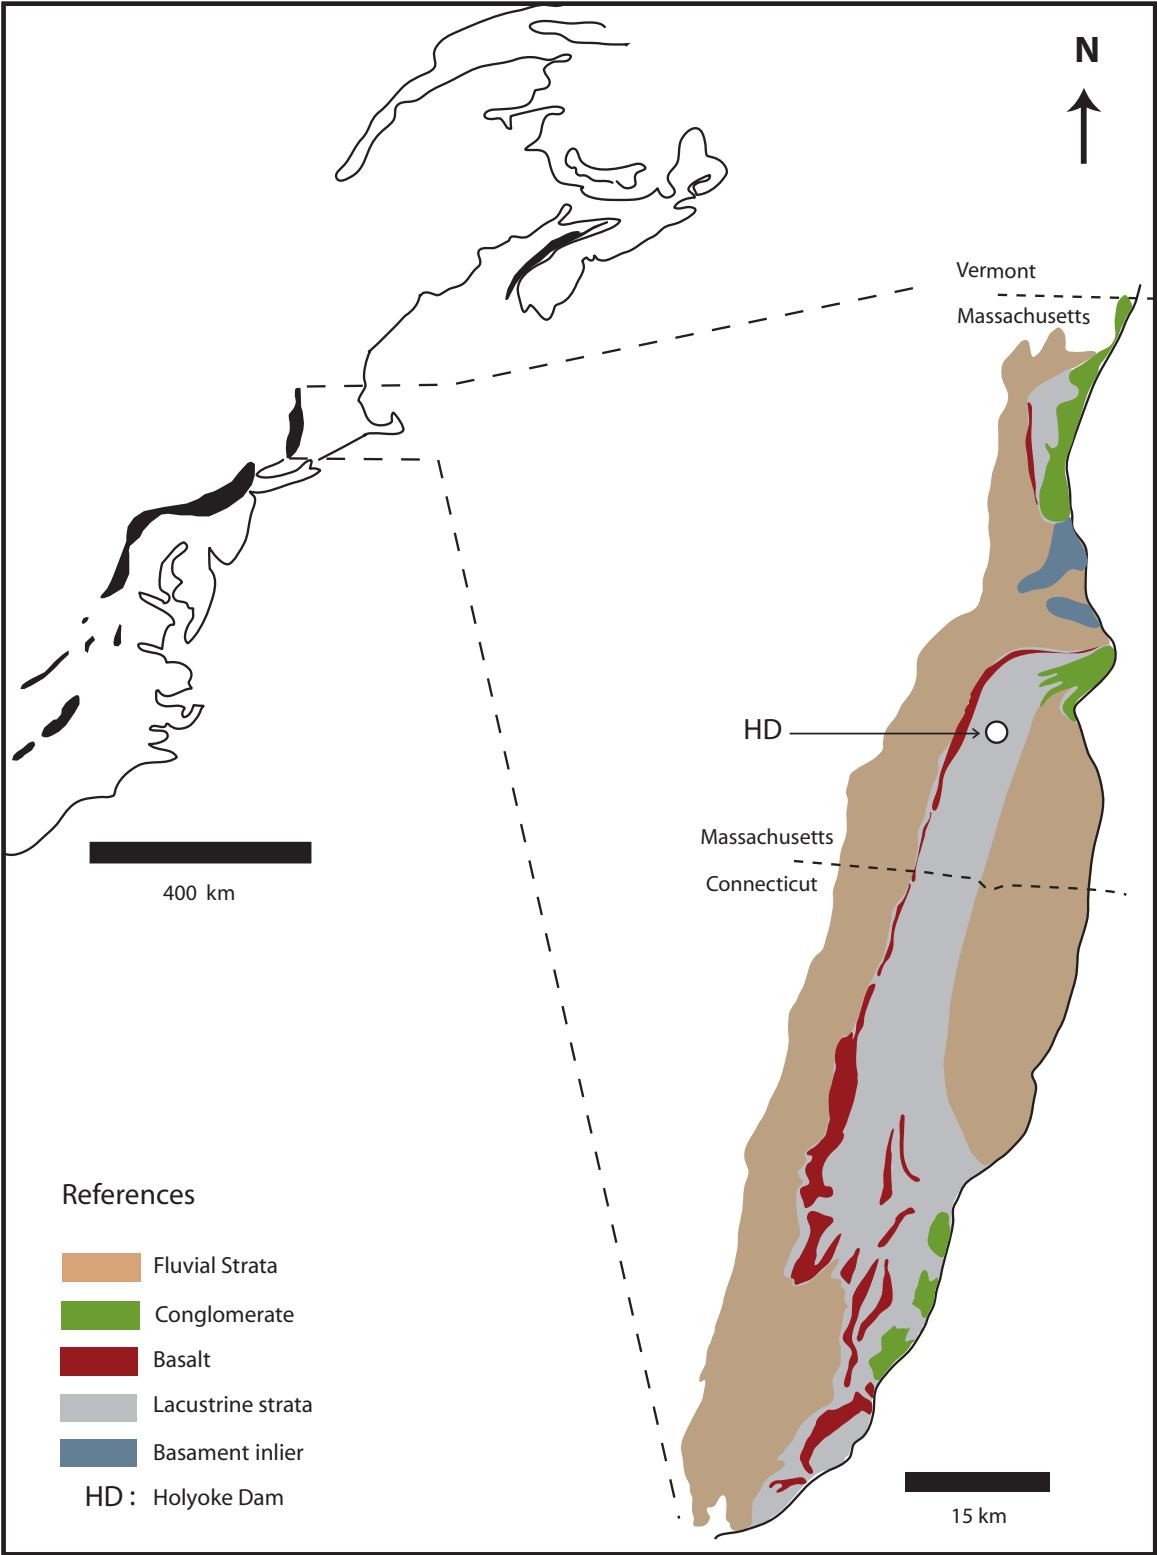 N
Vermont
Massachusetts
HD
Massachusetts
Connecticut
400 km
References
Fluvial Strata
Conglomerate
Basalt
Lacustrine strata
Basament inlier
HD : Holyoke Dam
15 km